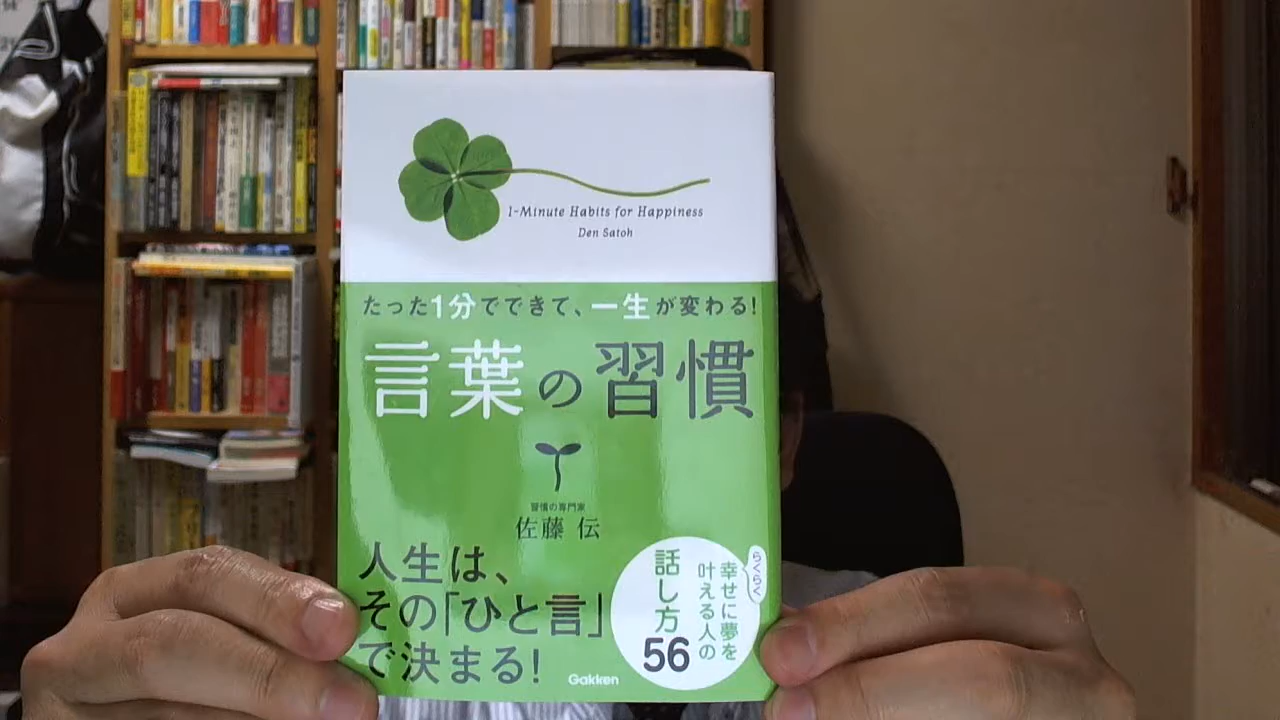 1-Minute Habits for Happiness
Den Satoh
たった1分でできて、一生が変わる!
言葉の習慣
習慣の専門家
佐藤 伝
人生は、
その「ひと言」
で決まる!
らくらく
幸せに夢を
叶える人の
話し方
56
Gakken